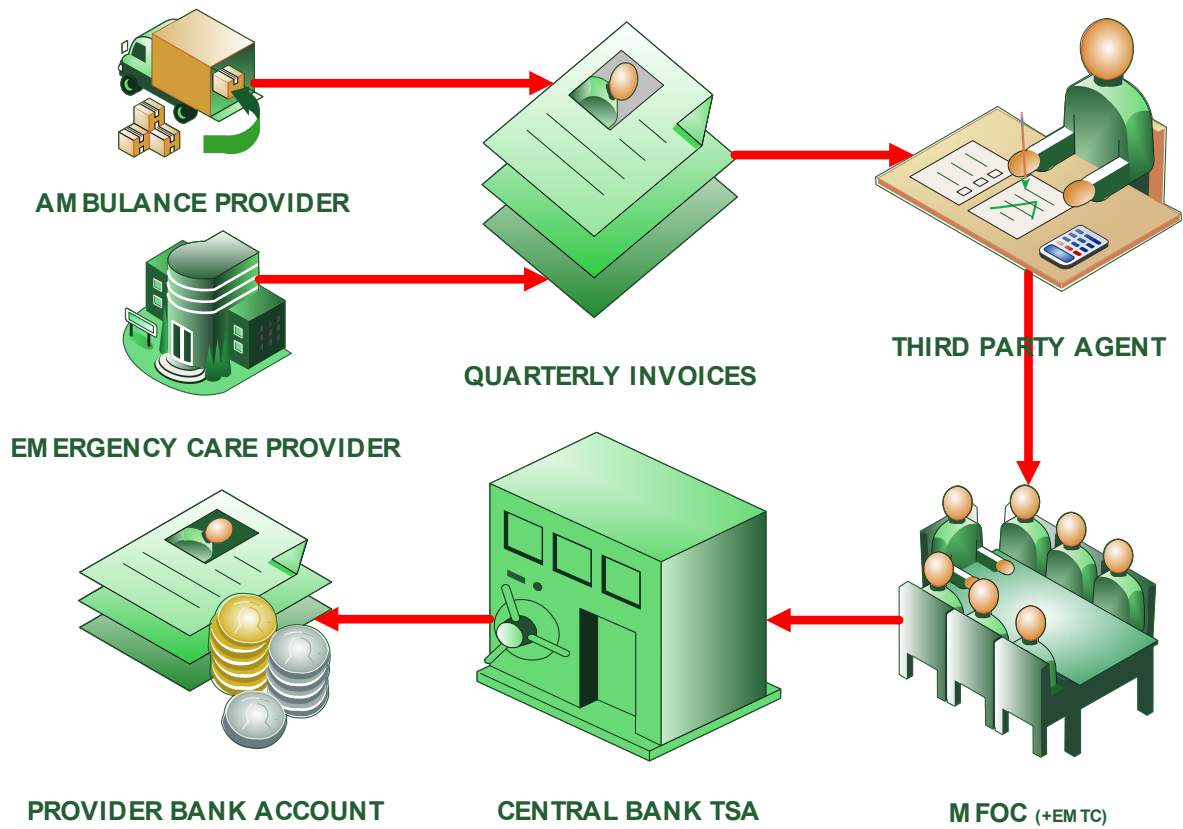 AMBULANCE PROVIDER
QUARTERLY INVOICES
THIRD PARTY AGENT
EMERGENCY CARE PROVIDER
PROVIDER BANK ACCOUNT
CENTRAL BANK TSA
MFOC (+EMTC)